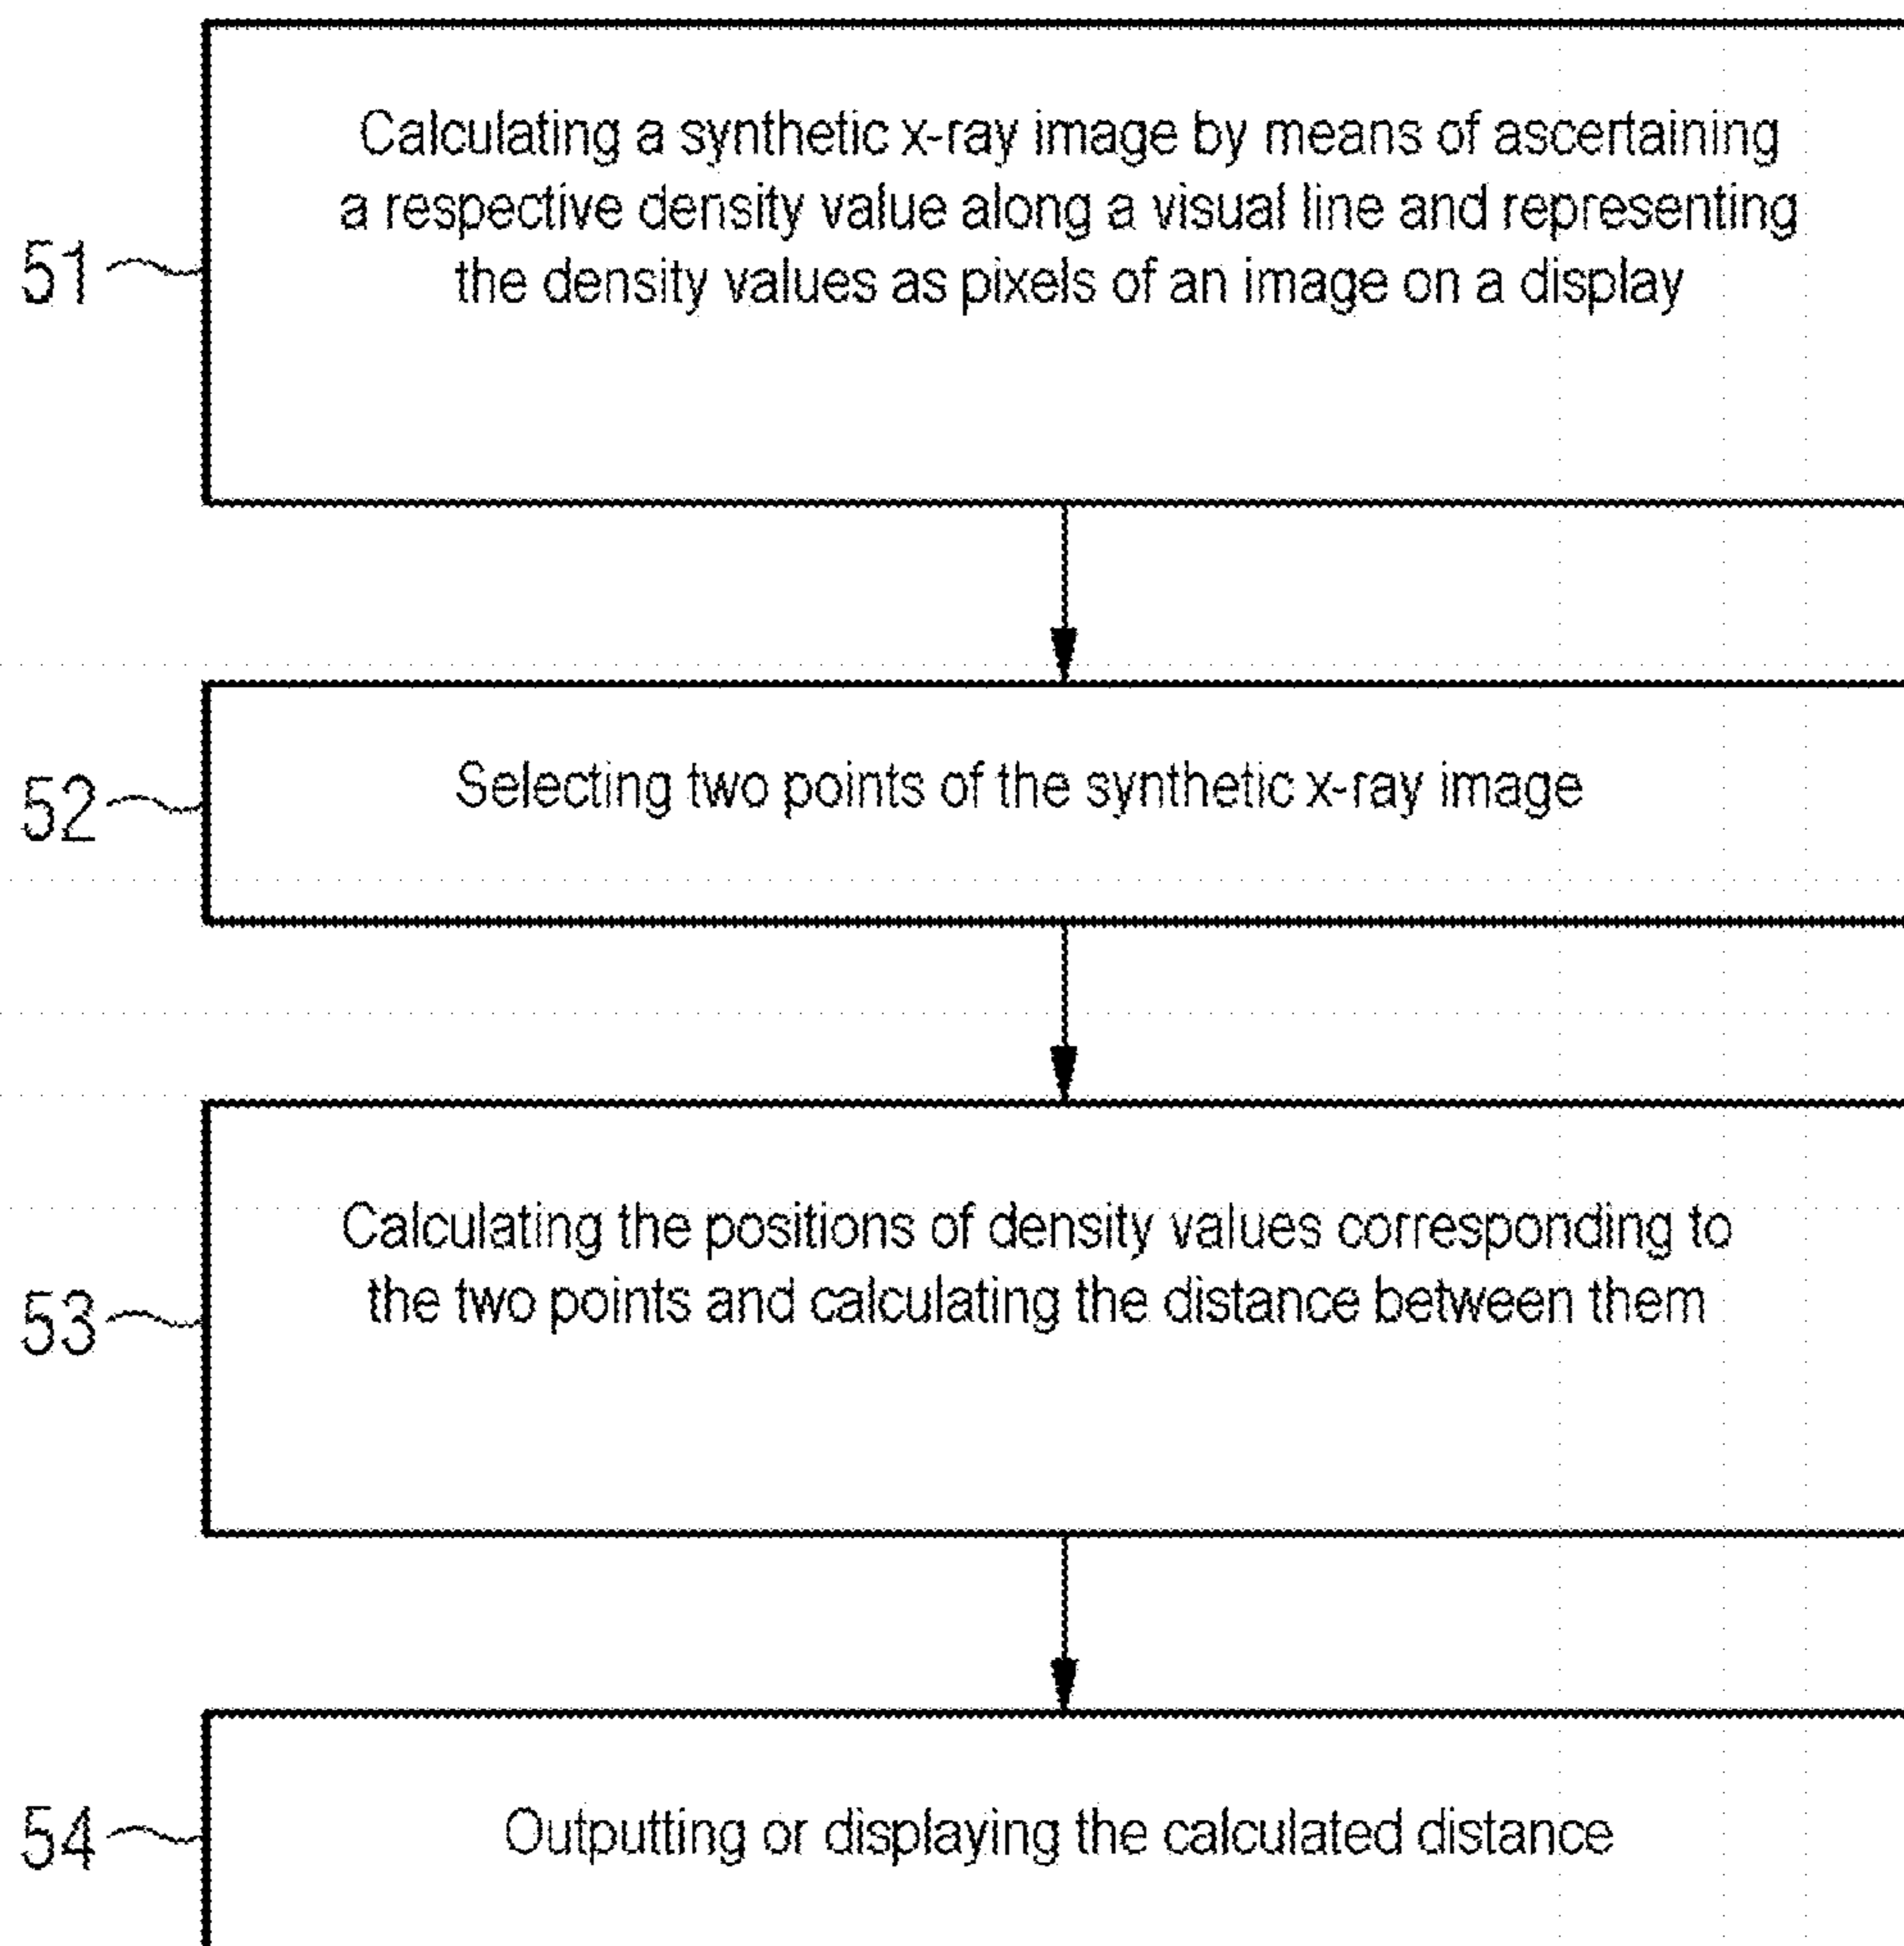 Calculating a synthetic x-ray image by means of ascertaining
a respective density value along a visual line and representing
the density values as pixels of an image on a display
51
Selecting two points of the synthetic x-ray image
52
Calculating the positions of density values corresponding to
the two points and calculating the distance between them
53
Outputting or displaying the calculated distance
54